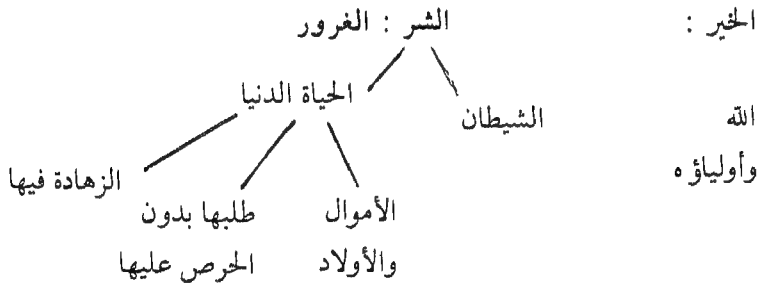 الخير : الشر : الغرور
الحياة الدنيا
الله الشيطان
وأولياؤه
الزهادة فيها
الأموال طلبها بدون
والأولاد الحرص عليها